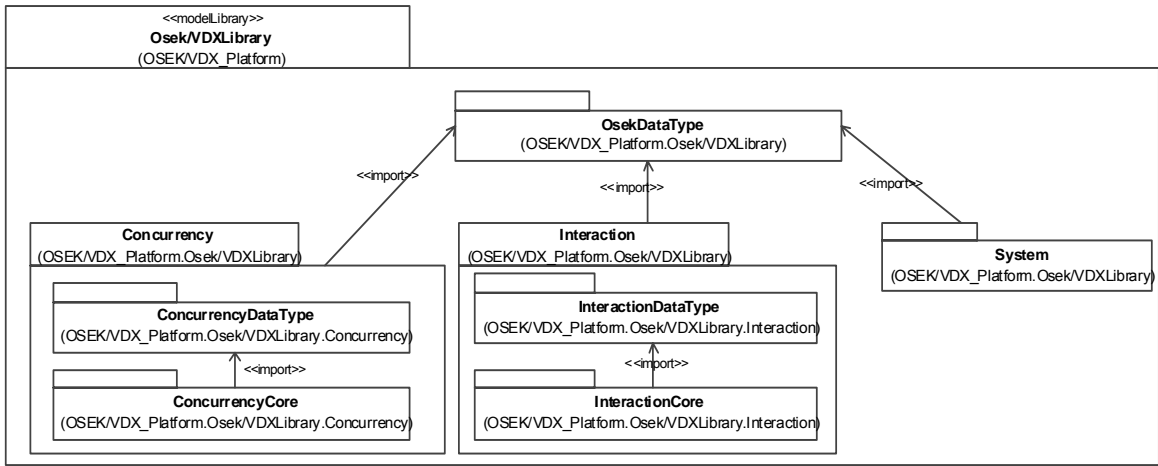 <<modelLibrary>>
Osek/VDXLibrary
(OSEK/VDX_Platform)
OsekDataType
(OSEK/VDX_Platform.Osek/VDXLibrary)
<<import>>
<<import>>
<<import>>
Concurrency
(OSEK/VDX_Platform.Osek/VDXLibrary)
Interaction
(OSEK/VDX_Platform.Osek/VDXLibrary)
System
(OSEK/VDX_Platform.Osek/VDXLibrary)
ConcurrencyDataType
(OSEK/VDX_Platform.Osek/VDXLibrary.Concurrency)
<<import>>
ConcurrencyCore
(OSEK/VDX_Platform.Osek/VDXLibrary.Concurrency)
InteractionDataType
(OSEK/VDX_Platform.Osek/VDXLibrary.Interaction)
<<import>>
InteractionCore
(OSEK/VDX_Platform.Osek/VDXLibrary.Interaction)